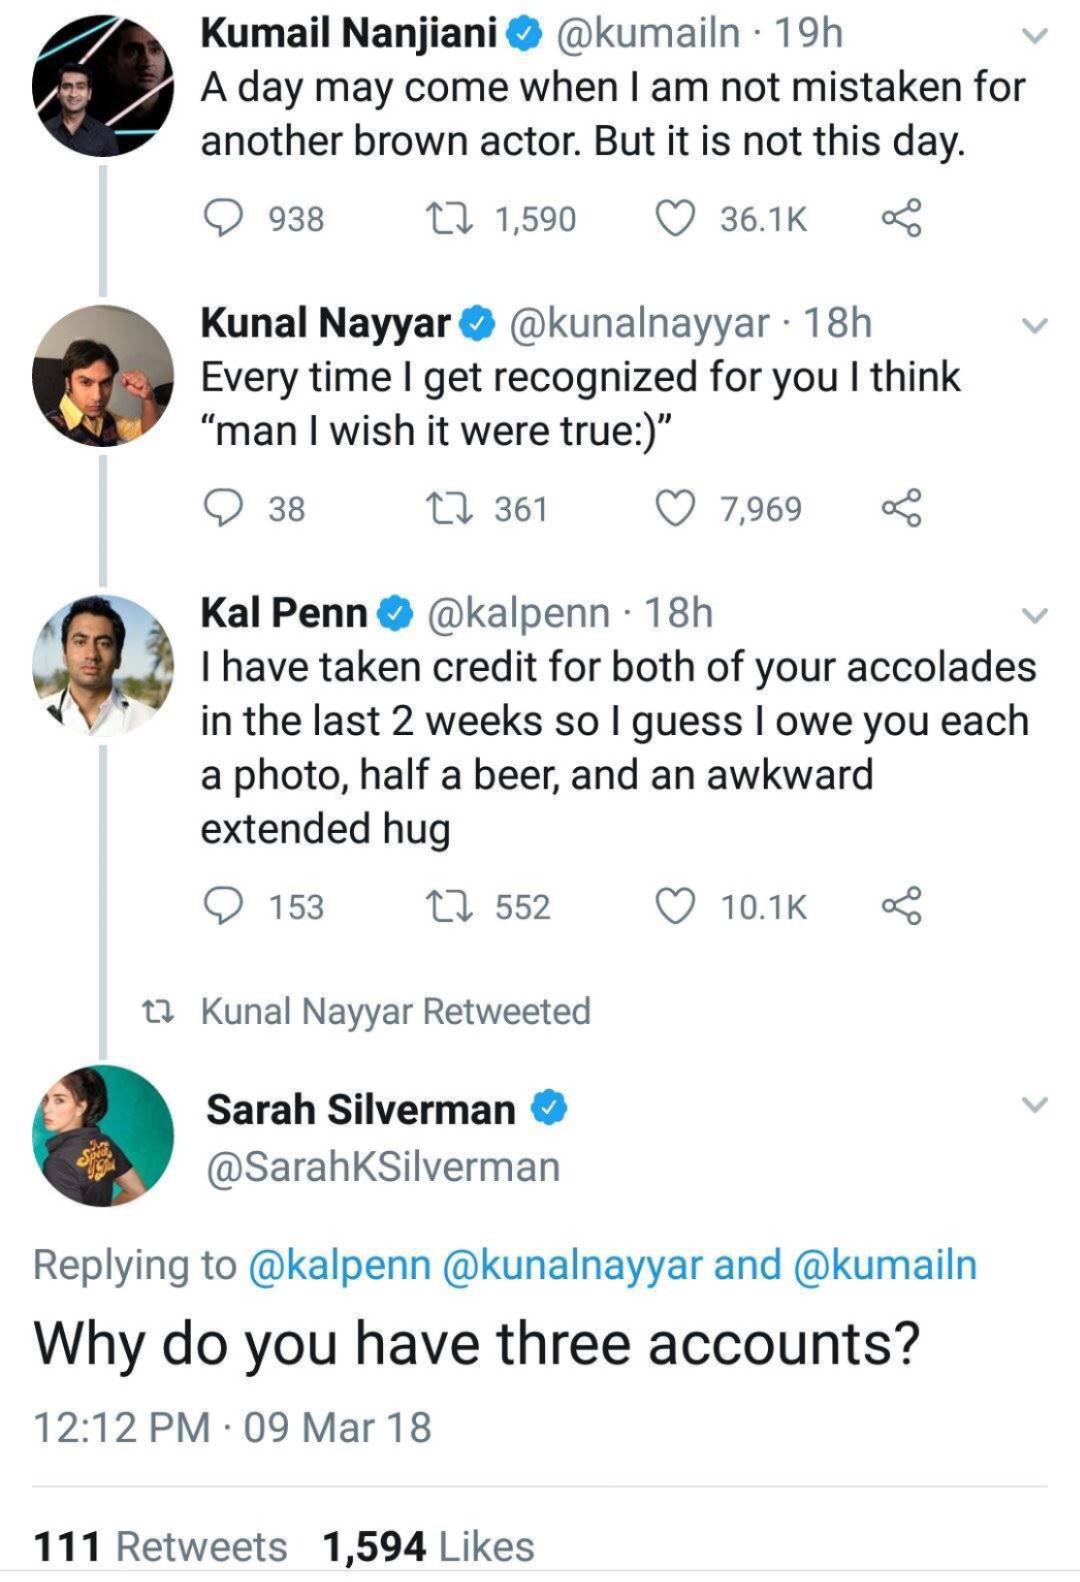 Kumail Nanjiani @kumailn · 19h
A day may come when I am not mistaken for
another brown actor. But it is not this day.
938 1,590 36.1K
Kunal Nayyar @kunalnayyar · 18h
Every time I get recognized for you I think
“man I wish it were true:)”
38 361 7,969
Kal Penn @kalpenn · 18h
I have taken credit for both of your accolades
in the last 2 weeks so I guess I owe you each
a photo, half a beer, and an awkward
extended hug
153 552 10.1K
Kunal Nayyar Retweeted
Sarah Silverman
@SarahKSilverman
Replying to @kalpenn @kunalnayyar and @kumailn
Why do you have three accounts?
12:12 PM · 09 Mar 18
111 Retweets 1,594 Likes